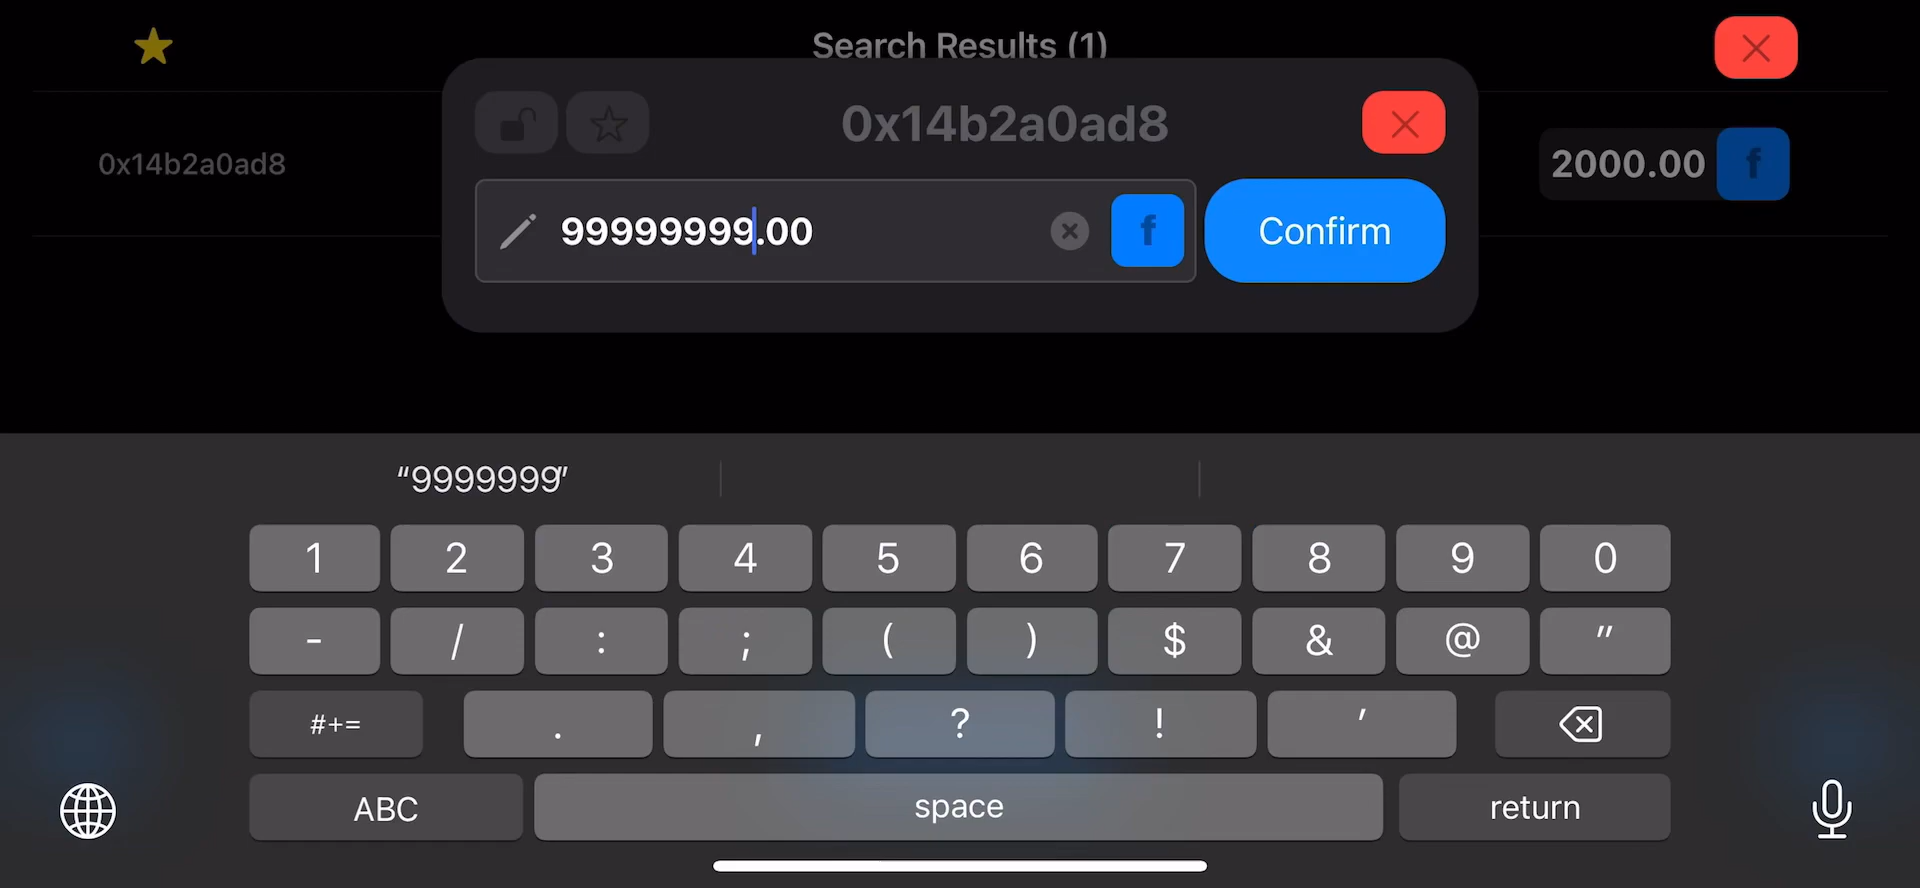 Search Results (1)
0x14b2a0ad8
0x14b2a0ad8
2000.00 f
99999999.00 f Confirm
“9999999”
1 2 3 4 5 6 7 8 9 0
- / : ; ( ) $ & @ "
#+= . , ? ! ’
ABC space return